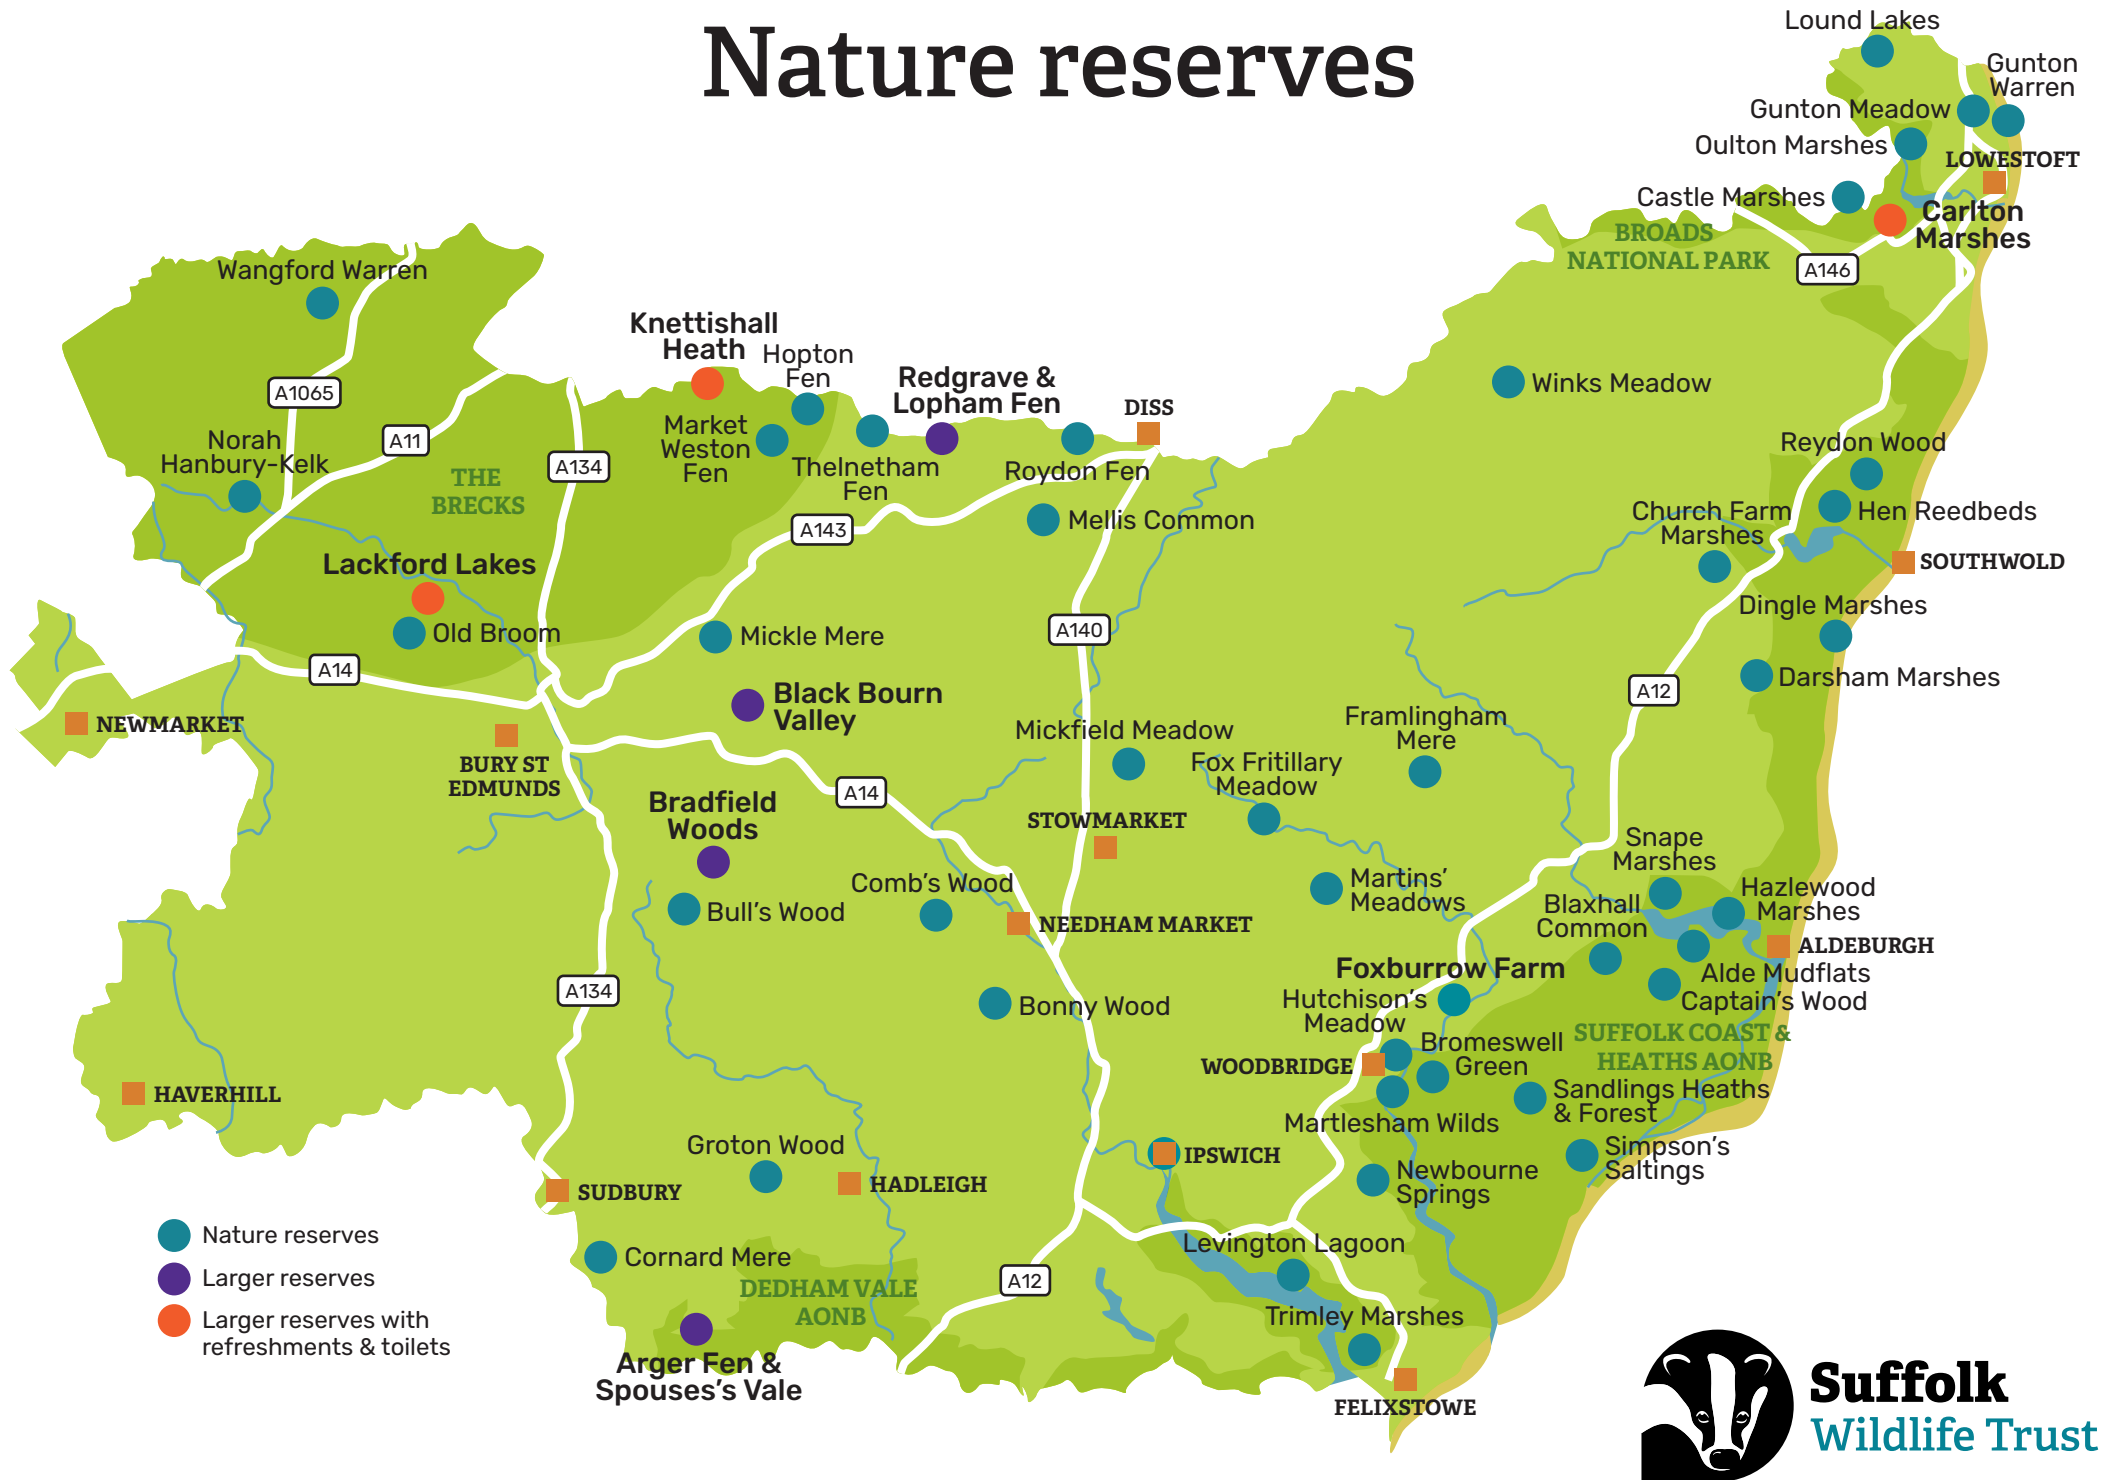 Nature reserves
Lound Lakes
Gunton
Warren
Gunton Meadow
Oulton Marshes
LOWESTOFT
Castle Marshes
Carlton
Marshes
BROADS
NATIONAL PARK
A146
Wangford Warren
Knettishall
Heath
Hopton
Fen
Redgrave &
Lopham Fen
DISS
A1065
Winks Meadow
Norah
Hanbury-Kelk
A11
THE
BRECKS
A134
Market
Weston
Fen
Thelnetham
Fen
Roydon Fen
Reydon Wood
A143
Mellis Common
Church Farm
Marshes
Hen Reedbeds
SOUTHWOLD
Lackford Lakes
Old Broom
Mickle Mere
A140
Dingle Marshes
A14
A12
Darsham Marshes
NEWMARKET
Black Bourn
Valley
Mickfield Meadow
Framlingham
Mere
BURY ST
EDMUNDS
Fox Fritillary
Meadow
A14
Bradfield
Woods
STOWMARKET
Snape
Marshes
Comb's Wood
Martins'
Meadows
Blaxhall
Common
Hazlewood
Marshes
Bull's Wood
NEEDHAM MARKET
ALDEBURGH
Foxburrow Farm
Alde Mudflats
A134
Bonny Wood
Hutchison's
Meadow
Captain's Wood
SUFFOLK COAST &
HEATHS AONB
Bromeswell
Green
WOODBRIDGE
HAVERHILL
Sandlings Heaths
& Forest
Martlesham Wilds
Groton Wood
IPSWICH
Simpson's
Saltings
SUDBURY
HADLEIGH
Newbourne
Springs
Nature reserves
Levington Lagoon
Cornard Mere
Larger reserves
A12
DEDHAM VALE
AONB
Larger reserves with
refreshments & toilets
Trimley Marshes
Arger Fen &
Spouses's Vale
FELIXSTOWE
Suffolk
Wildlife Trust